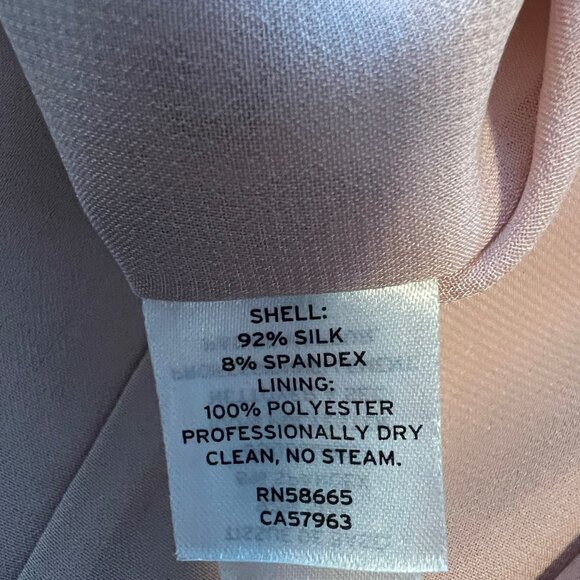 SHELL:
92% SILK
8% SPANDEX
LINING:
100% POLYESTER
PROFESSIONALLY DRY
CLEAN, NO STEAM.
RN58665
CA57963